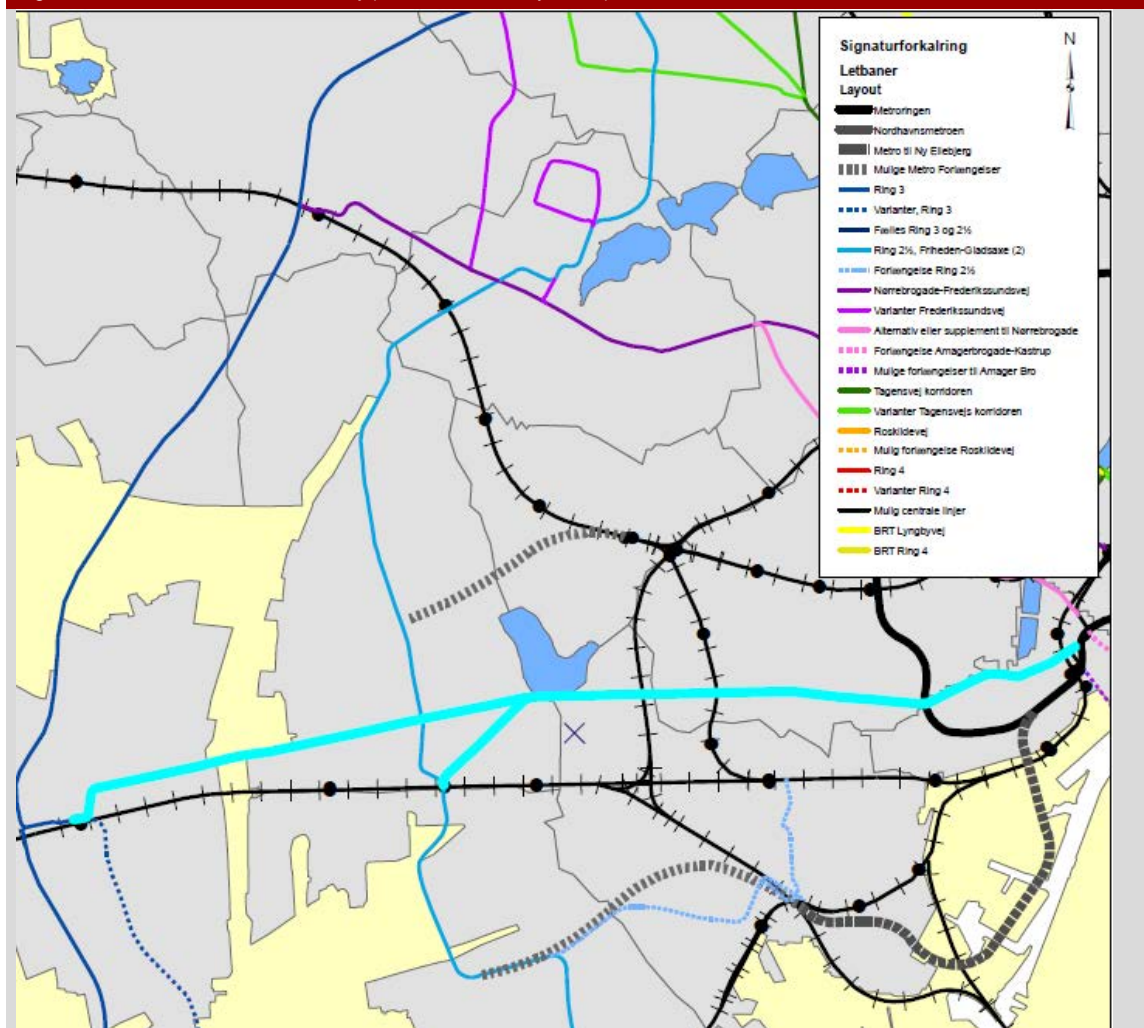 Signaturforkalring
N
Letbaner
Layout
Metroringen
Nordhavnsmetroen
Metro til Ny Ellebjerg
Mulige Metro Forlængelser
Ring 3
Varianter, Ring 3
Fælles Ring 3 og 2½
Ring 2½, Friheden-Gladsaxe (2)
Forlængelse Ring 2½
Nørrebrogade-Frederikssundsvej
Varianter Frederikssundsvej
Alternativ eller supplement til Nørrebrogade
Forlængelse Amagerbrogade-Kastrup
Mulige forlængelser til Amager Bro
Tagensvej korridoren
Varianter Tagensvejs korridoren
Roskildevej
Mulig forlængelse Roskildevej
Ring 4
Varianter Ring 4
Mulig centrale linjer
BRT Lyngbyvej
BRT Ring 4